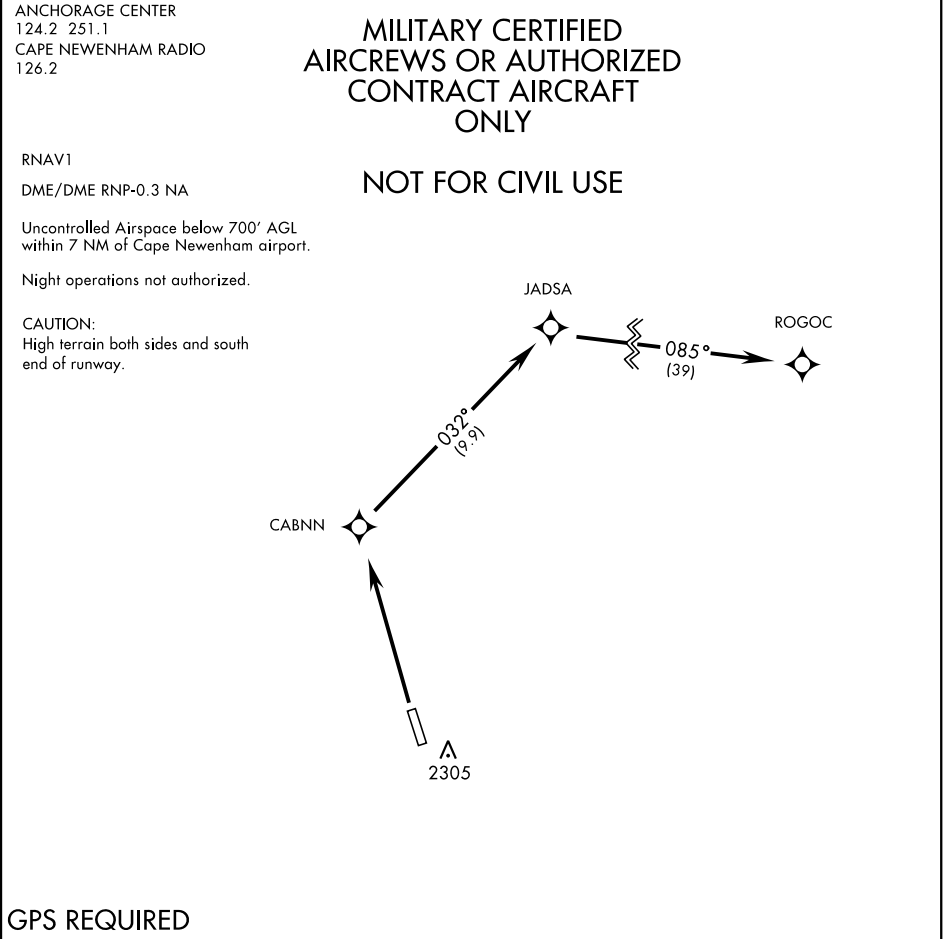 ANCHORAGE CENTER
124.2 251.1
CAPE NEWENHAM RADIO
126.2
MILITARY CERTIFIED
AIRCREWS OR AUTHORIZED
CONTRACT AIRCRAFT
ONLY
NOT FOR CIVIL USE
RNAV1
DME/DME RNP-0.3 NA
Uncontrolled Airspace below 700' AGL
within 7 NM of Cape Newenham airport.
Night operations not authorized.
CAUTION:
High terrain both sides and south
end of runway.
JADSA
ROGOC
085°
(39)
032°
(9.9)
CABNN
2305
GPS REQUIRED